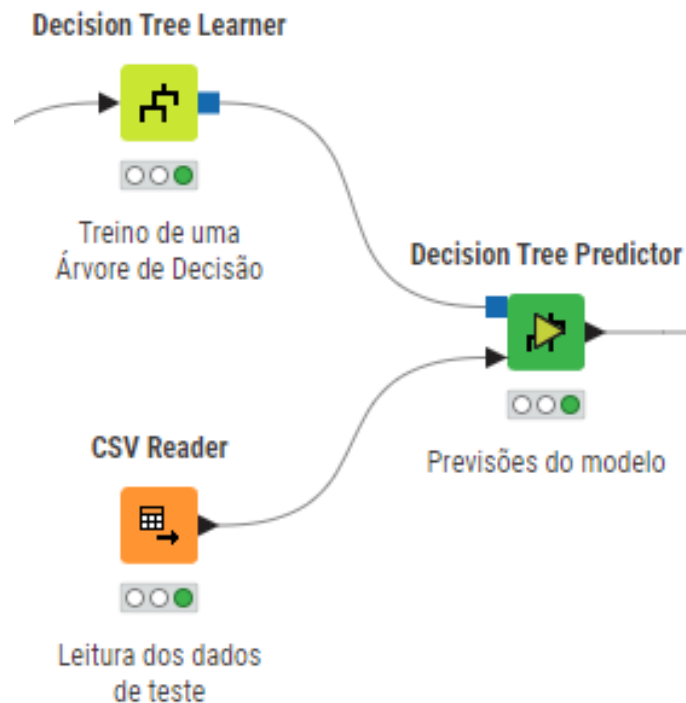 Decision Tree Learner
Treino de uma
Árvore de Decisão
Decision Tree Predictor
Previsões do modelo
CSV Reader
Leitura dos dados
de teste